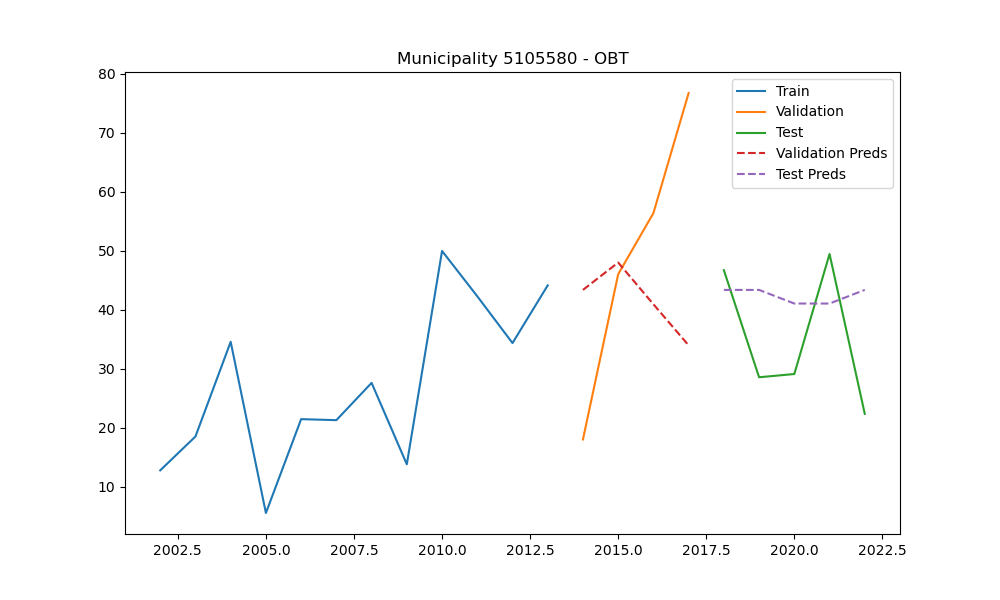 Municipality 5105580 - OBT
80
70
60
50
40
30
20
10
2002.5 2005.0 2007.5 2010.0 2012.5 2015.0 2017.5 2020.0 2022.5
Train
Validation
Test
Validation Preds
Test Preds